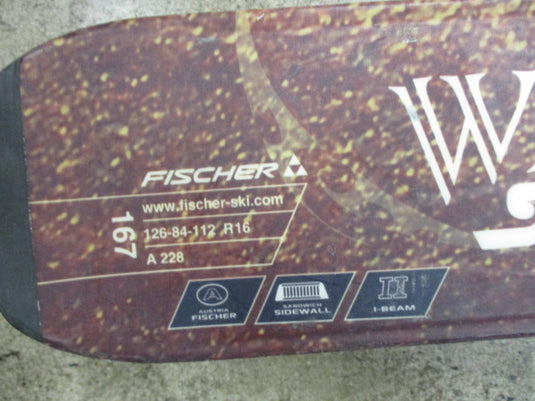 FISCHER
www.fischer-ski.com
167
126-84-112 R16
A 228
A
AUSTRIA
FISCHER
SANDWICH
SIDEWALL
I-BEAM